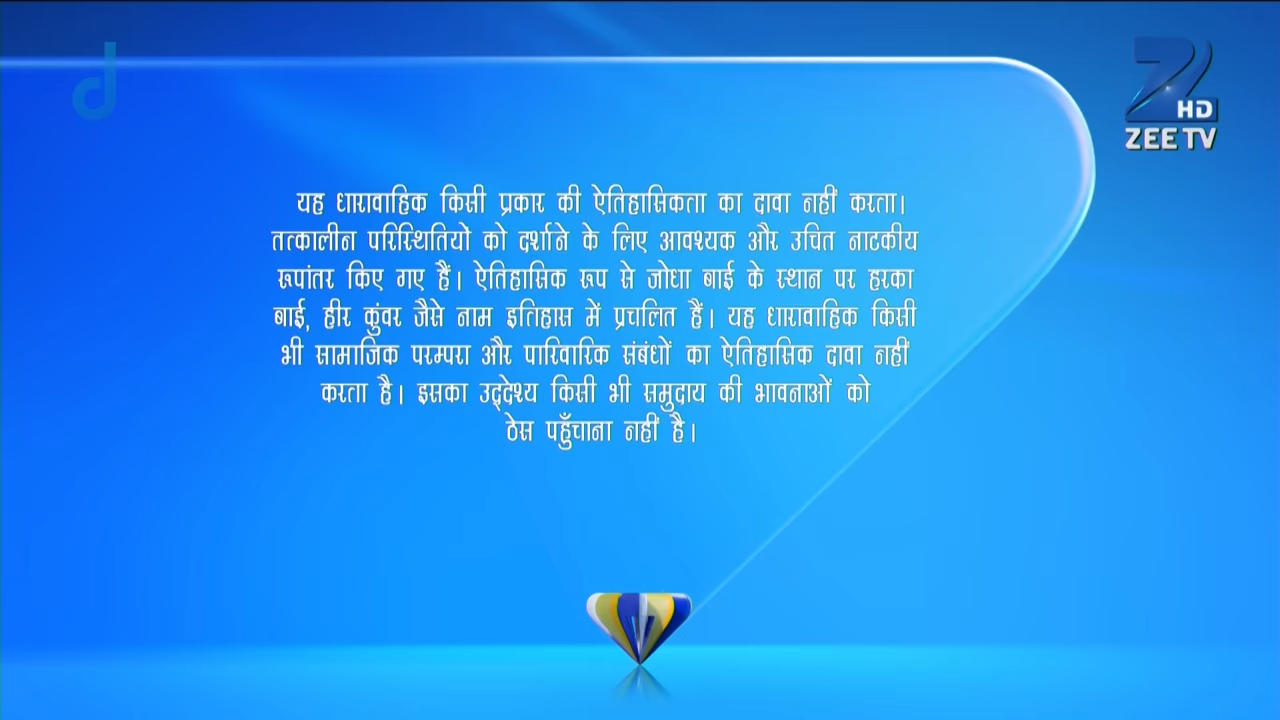 d
HD
ZEE TV
यह धारावाहिक किसी प्रकार की ऐतिहासिकता का दावा नहीं करता।
तत्कालीन परिस्थितियों को दर्शाने के लिए आवश्यक और उचित नाटकीय
रूपांतर किए गए हैं। ऐतिहासिक रूप से जोधा बाई के स्थान पर हरका
बाई, हीर कुंवर जैसे नाम इतिहास में प्रचलित हैं। यह धारावाहिक किसी
भी सामाजिक परम्परा और पारिवारिक संबंधों का ऐतिहासिक दावा नहीं
करता है। इसका उद्देश्य किसी भी समुदाय की भावनाओं को
ठेस पहुँचाना नहीं है।